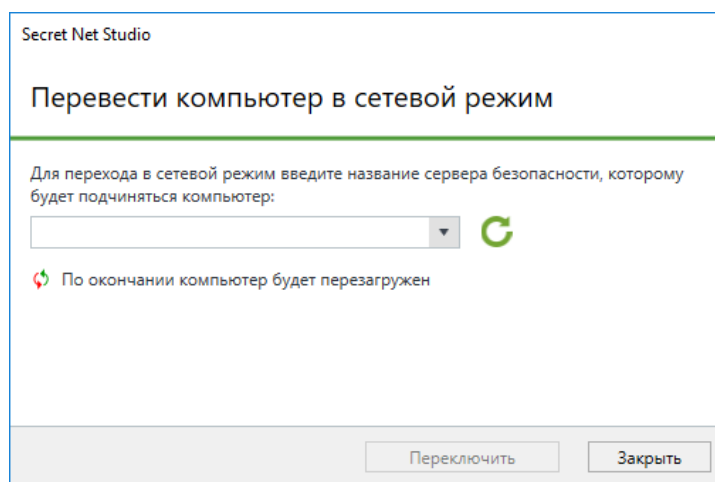 Secret Net Studio
Перевести компьютер в сетевой режим
Для перехода в сетевой режим введите название сервера безопасности, которому
будет подчиняться компьютер:
По окончании компьютер будет перезагружен
Переключить
Закрыть